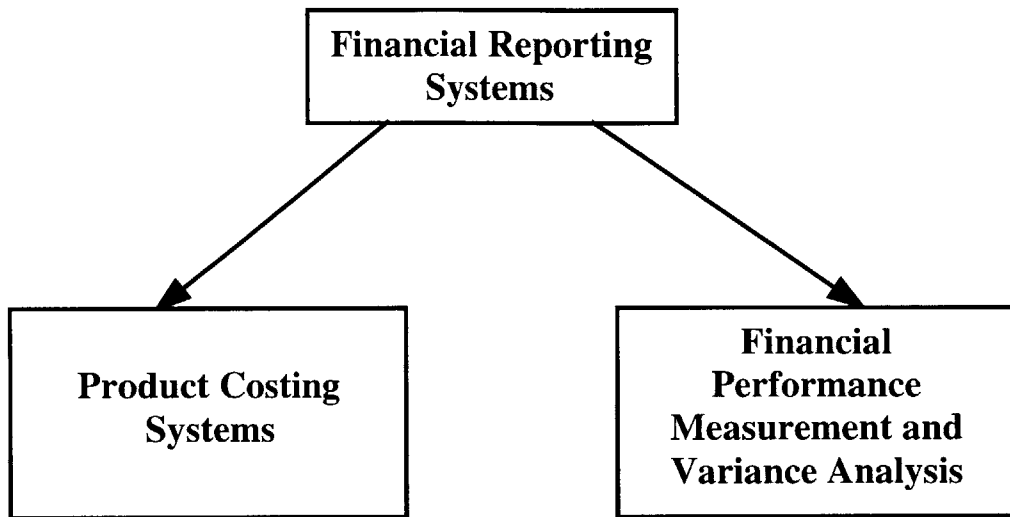 Financial Reporting
Systems
Product Costing
Systems
Financial
Performance
Measurement and
Variance Analysis